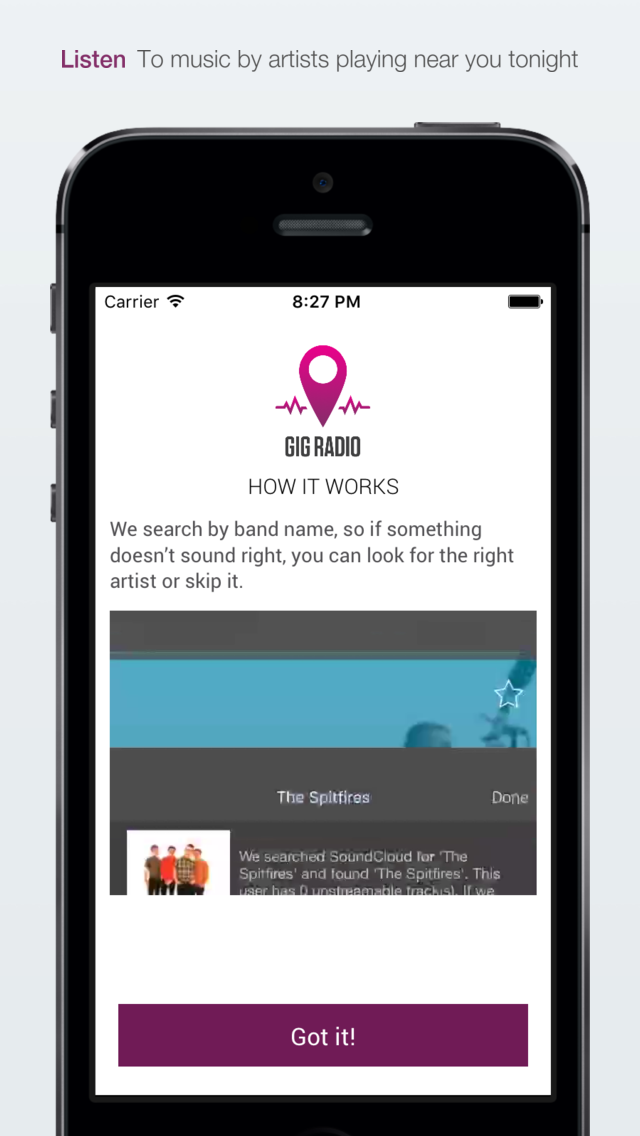 Listen To music by artists playing near you tonight
Carrier 8:27 PM
GIG RADIO
HOW IT WORKS
We search by band name, so if something
doesn't sound right, you can look for the right
artist or skip it.
The Spitfires Done
We searched SoundCloud for 'The
Spitfires' and found 'The Spitfires'. This
user has 0 unstreamable track(s). If we
Got it!